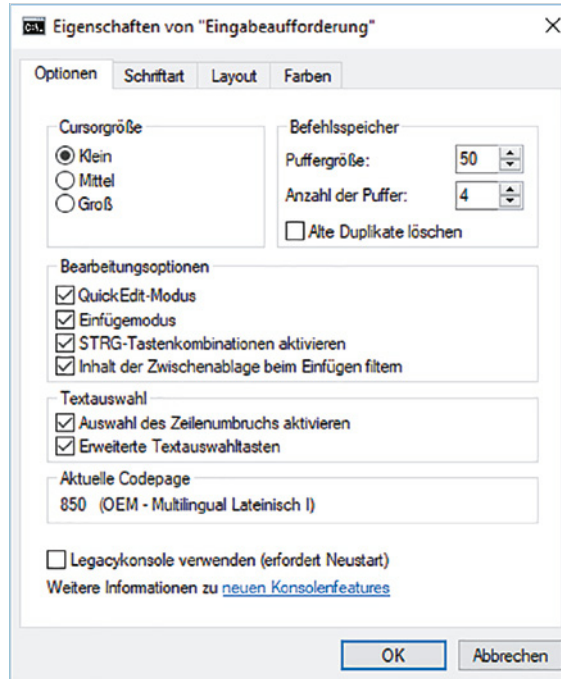 Eigenschaften von "Eingabeaufforderung"
Optionen Schriftart Layout Farben
Cursorgröße
Klein
Mittel
Groß
Befehlsspeicher
Puffergröße: 50
Anzahl der Puffer: 4
Alte Duplikate löschen
Bearbeitungsoptionen
QuickEdit-Modus
Einfügemodus
STRG-Tastenkombinationen aktivieren
Inhalt der Zwischenablage beim Einfügen filtern
Textauswahl
Auswahl des Zeilenumbruchs aktivieren
Erweiterte Textauswahltasten
Aktuelle Codepage
850 (OEM - Multilingual Lateinisch I)
Legacykonsole verwenden (erfordert Neustart)
Weitere Informationen zu neuen Konsolenfeatures
OK Abbrechen